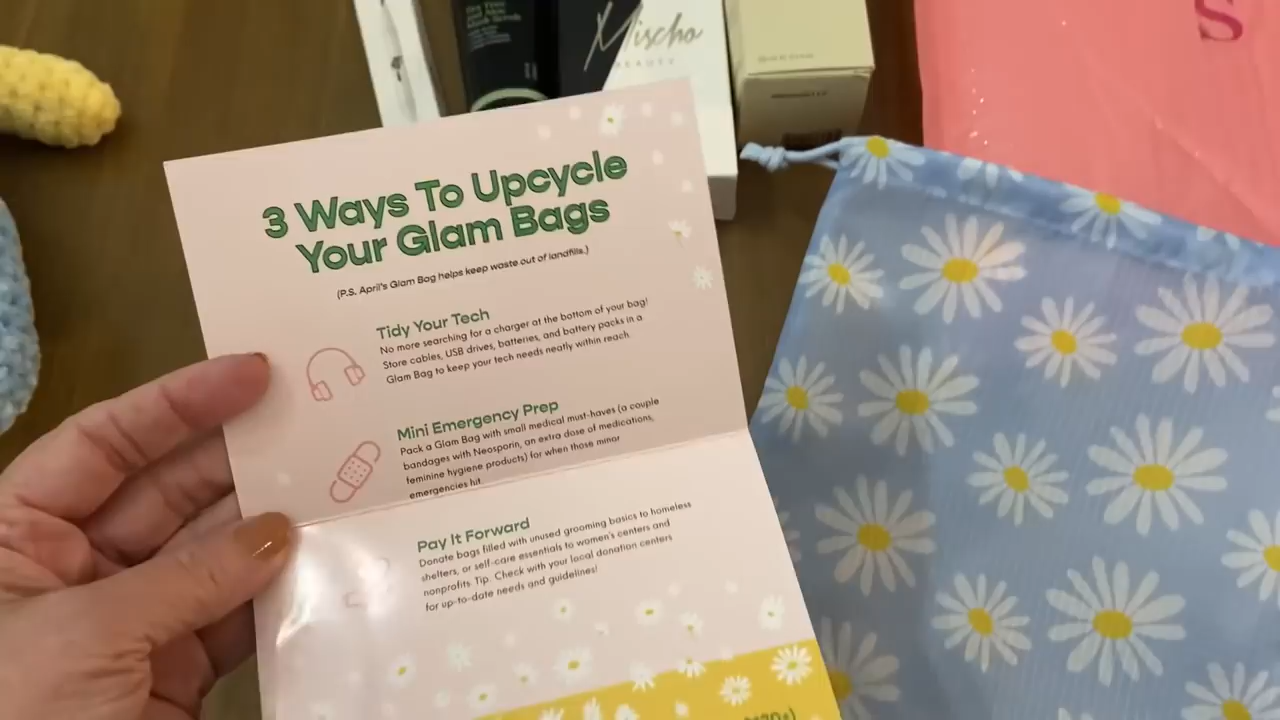 S
Mischo
BEAUTY
3 Ways To Upcycle
Your Glam Bags
(P.S. April's Glam Bag helps keep waste out of landfills.)
Tidy Your Tech
No more searching for a charger at the bottom of your bag!
Store cables, USB drives, batteries, and battery packs in a
Glam Bag to keep your tech needs neatly within reach.
Mini Emergency Prep
Pack a Glam Bag with small medical must-haves (a couple
bandages with Neosporin, an extra dose of medications,
feminine hygiene products) for when those minor
emergencies hit.
Pay It Forward
Donate bags filled with unused grooming basics to homeless
shelters, or self-care essentials to women's centers and
nonprofits. Tip: Check with your local donation centers
for up-to-date needs and guidelines!